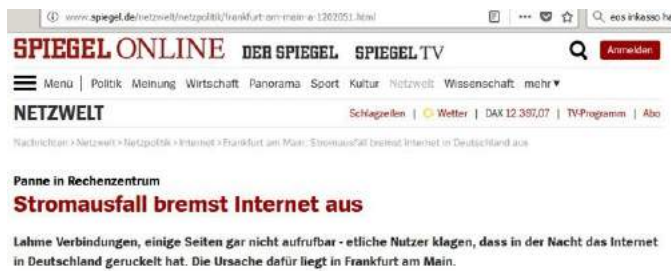 www.spiegel.de/netzwelt/netzpolitik/frankfurt-am-main-a-1202051.html
eos inkasso ha
SPIEGEL ONLINE DER SPIEGEL SPIEGEL TV
Anmelden
Menü | Politik Meinung Wirtschaft Panorama Sport Kultur Netzwelt Wissenschaft mehr ▼
NETZWELT
Schlagzeilen | Wetter | DAX 12.397,07 | TV-Programm | Abo
Nachrichten > Netzwelt > Netzpolitik > Internet > Frankfurt am Main: Stromausfall bremst Internet in Deutschland aus
Panne in Rechenzentrum
Stromausfall bremst Internet aus
Lahme Verbindungen, einige Seiten gar nicht aufrufbar - etliche Nutzer klagen, dass in der Nacht das Internet
in Deutschland geruckelt hat. Die Ursache dafür liegt in Frankfurt am Main.